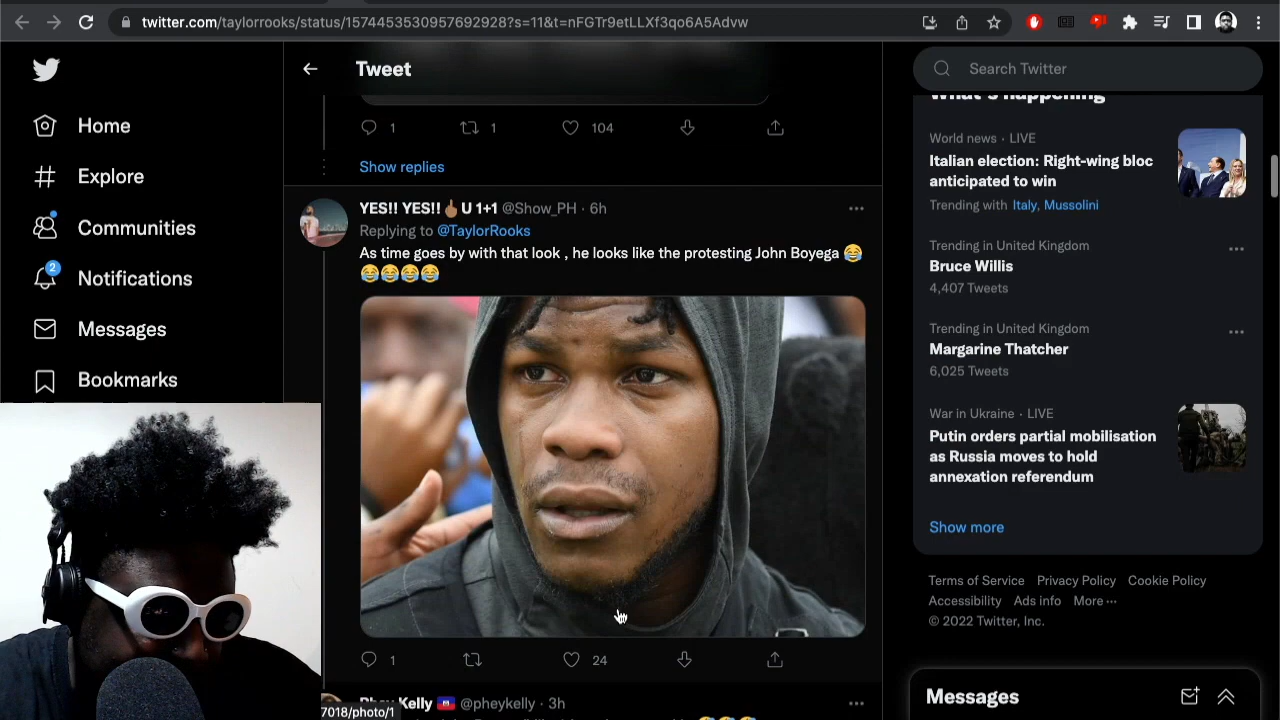 twitter.com/taylorrooks/status/1574453530957692928?s=11&t=nFGTr9etLLXf3qo6A5Advw
Home
Explore
Communities
2
Notifications
Messages
Bookmarks
Tweet
1
1
104
Show replies
YES!! YES!!🖕🏾U 1+1 @Show_PH · 6h
Replying to @TaylorRooks
As time goes by with that look , he looks like the protesting John Boyega 😂
😂😂😂😂
1
24
Kelly 🇭🇹 @pheykelly · 3h
7018/photo/1
Search Twitter
What's happening
World news · LIVE
Italian election: Right-wing bloc
anticipated to win
Trending with Italy, Mussolini
Trending in United Kingdom
Bruce Willis
4,407 Tweets
Trending in United Kingdom
Margarine Thatcher
6,025 Tweets
War in Ukraine · LIVE
Putin orders partial mobilisation
as Russia moves to hold
annexation referendum
Show more
Terms of Service Privacy Policy Cookie Policy
Accessibility Ads info More ···
© 2022 Twitter, Inc.
Messages